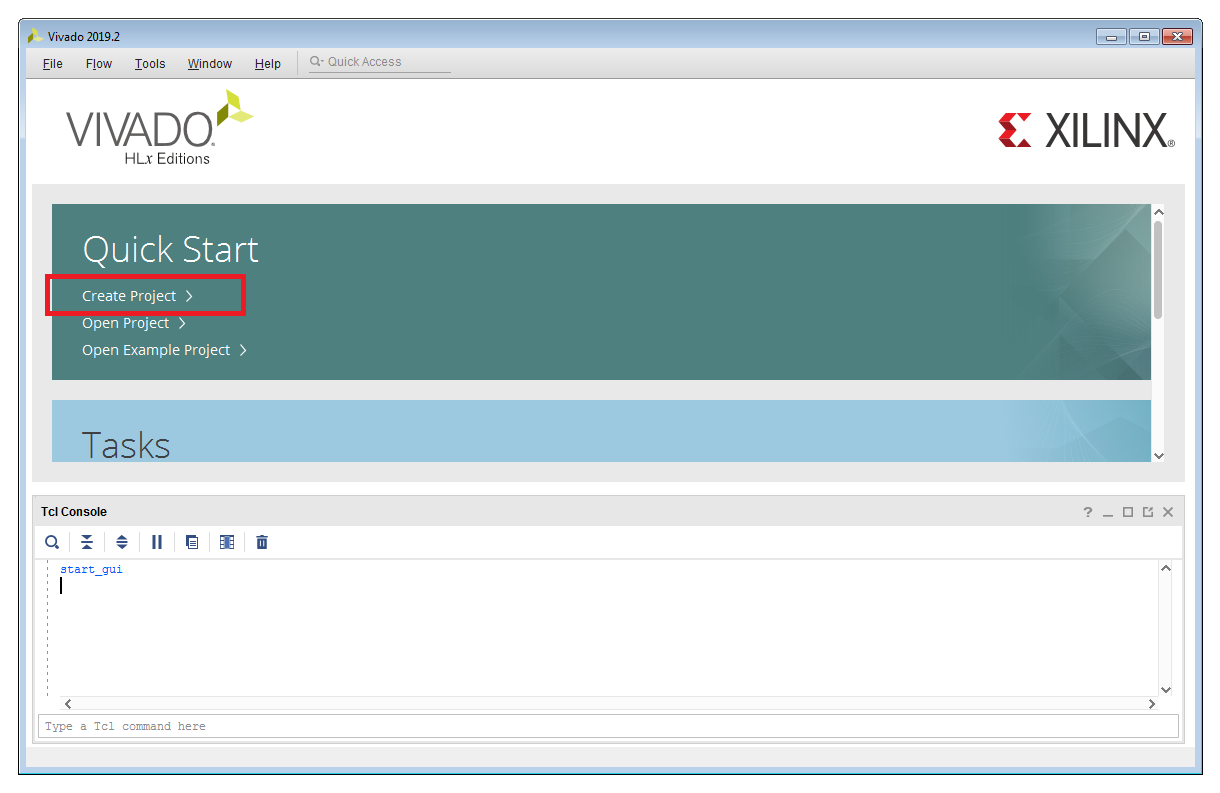 Vivado 2019.2
File Flow Tools Window Help Quick Access
VIVADO.
HLx Editions
XILINX®
Quick Start
Create Project >
Open Project >
Open Example Project >
Tasks
Tcl Console
start_gui
Type a Tcl command here